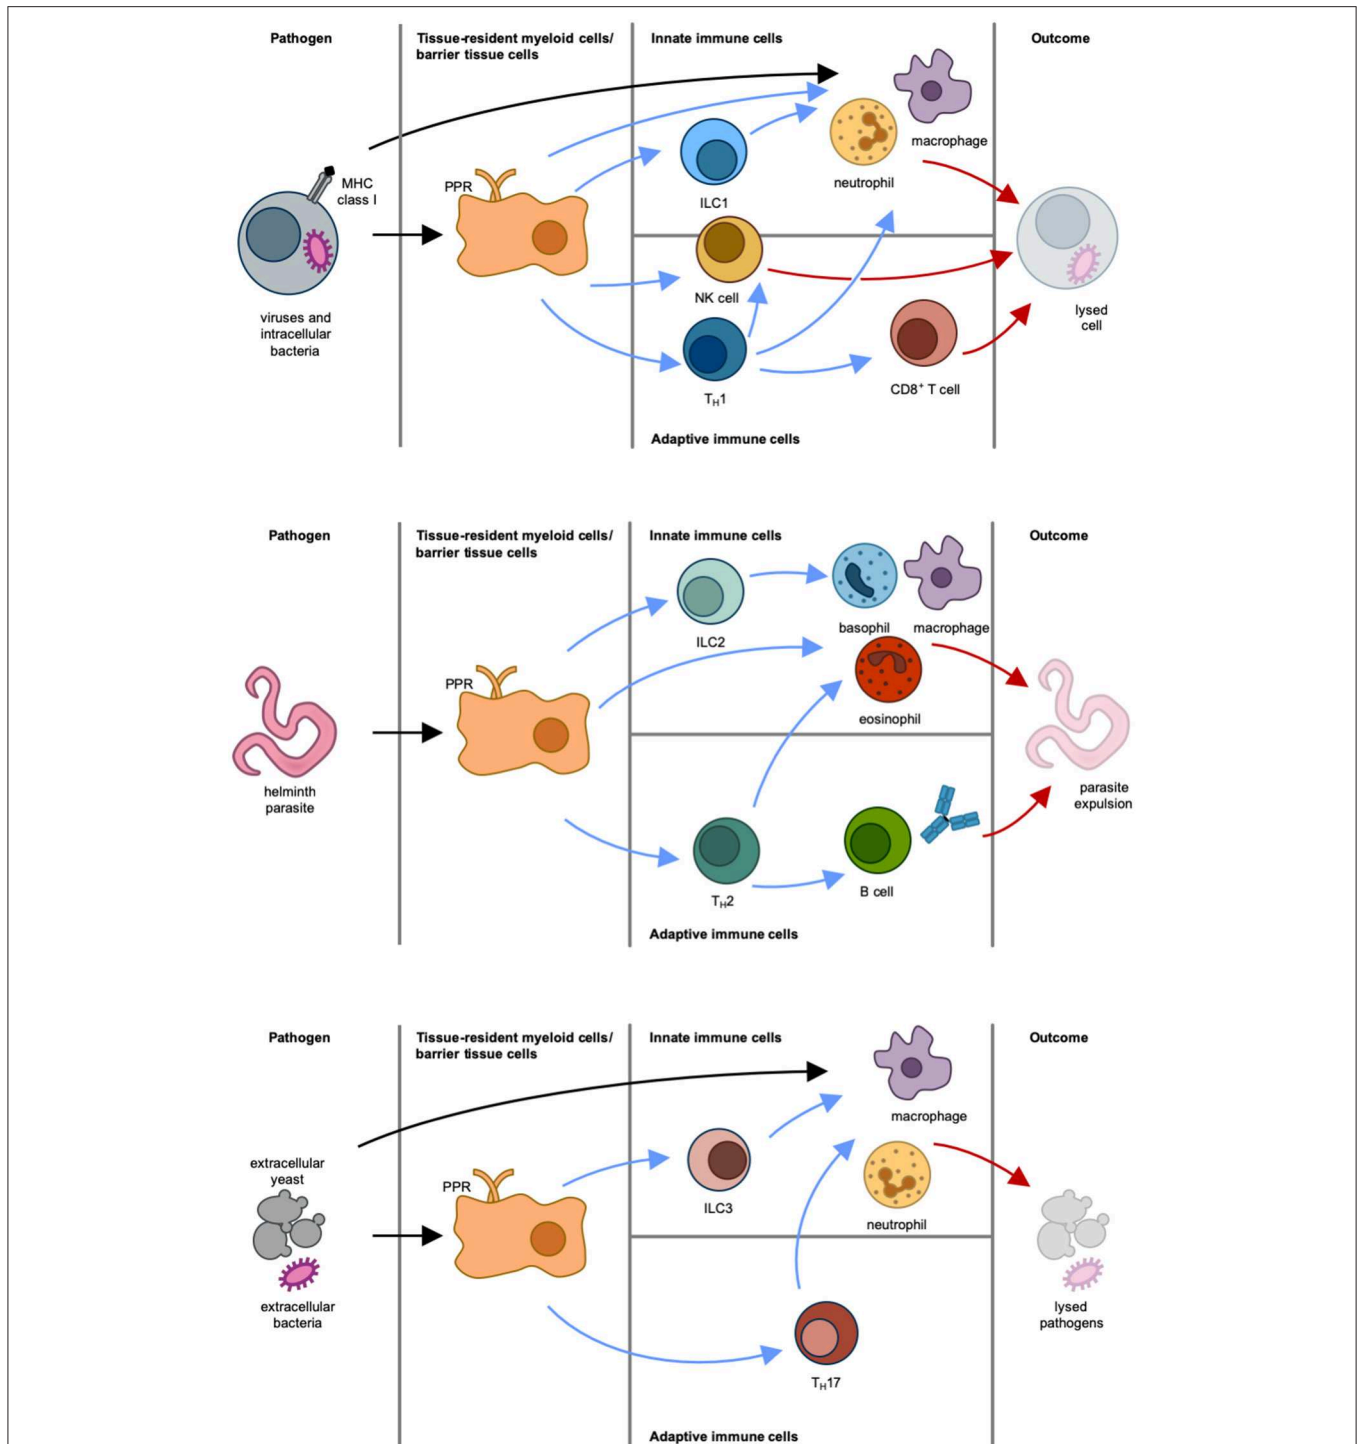 Pathogen
Tissue-resident myeloid cells/
barrier tissue cells
Innate immune cells
Outcome
macrophage
neutrophil
MHC
class I
PPR
ILC1
NK cell
viruses and
intracellular
bacteria
lysed
cell
CD8⁺ T cell
TH1
Adaptive immune cells
Pathogen
Tissue-resident myeloid cells/
barrier tissue cells
Innate immune cells
Outcome
basophil
macrophage
ILC2
PPR
eosinophil
helminth
parasite
parasite
expulsion
B cell
TH2
Adaptive immune cells
Pathogen
Tissue-resident myeloid cells/
barrier tissue cells
Innate immune cells
Outcome
macrophage
extracellular
yeast
PPR
ILC3
neutrophil
extracellular
bacteria
lysed
pathogens
TH17
Adaptive immune cells